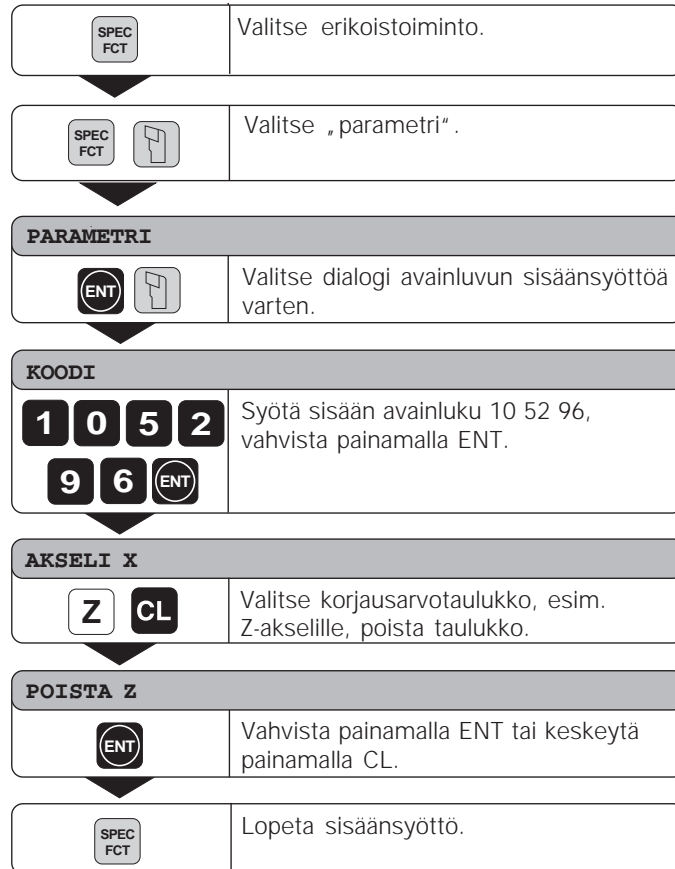 SPEC
FCT
Valitse erikoistoiminto.
SPEC
FCT
Valitse „parametri“.
PARAMETRI
ENT
Valitse dialogi avainluvun sisäänsyöttöä
varten.
KOODI
1 0 5 2
9 6 ENT
Syötä sisään avainluku 10 52 96,
vahvista painamalla ENT.
AKSELI X
Z CL
Valitse korjausarvotaulukko, esim.
Z-akselille, poista taulukko.
POISTA Z
ENT
Vahvista painamalla ENT tai keskeytä
painamalla CL.
SPEC
FCT
Lopeta sisäänsyöttö.